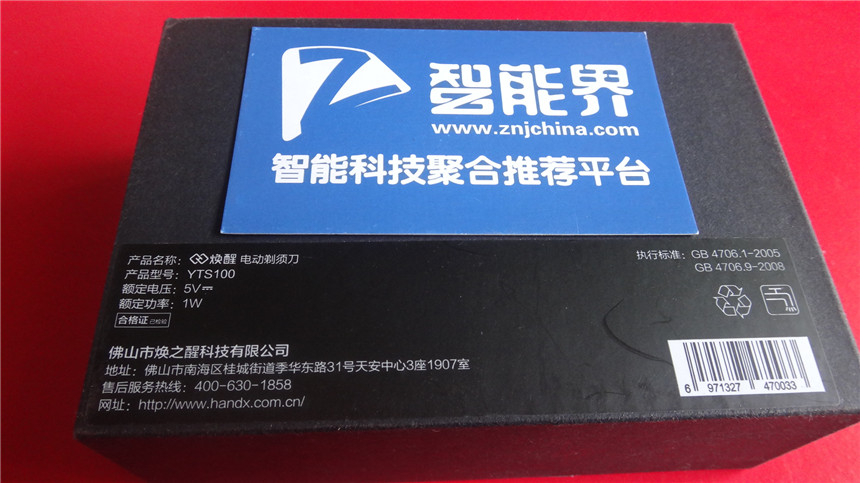 智能界
www.znjchina.com
智能科技聚合推荐平台
产品名称： 焕醒 电动剃须刀
产品型号： YTS100
额定电压： 5V⎓
额定功率： 1W
合格证 已检验
执行标准： GB 4706.1-2005
GB 4706.9-2008
佛山市焕之醒科技有限公司
地址： 佛山市南海区桂城街道季华东路31号天安中心3座1907室
售后服务热线： 400-630-1858
网址： http://www.handx.com.cn/
6 971327 470033